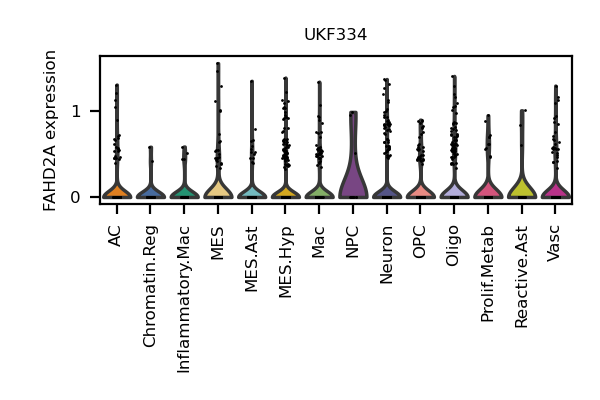 UKF334
FAHD2A expression
1
0
AC
Chromatin.Reg
Inflammatory.Mac
MES
MES.Ast
MES.Hyp
Mac
NPC
Neuron
OPC
Oligo
Prolif.Metab
Reactive.Ast
Vasc